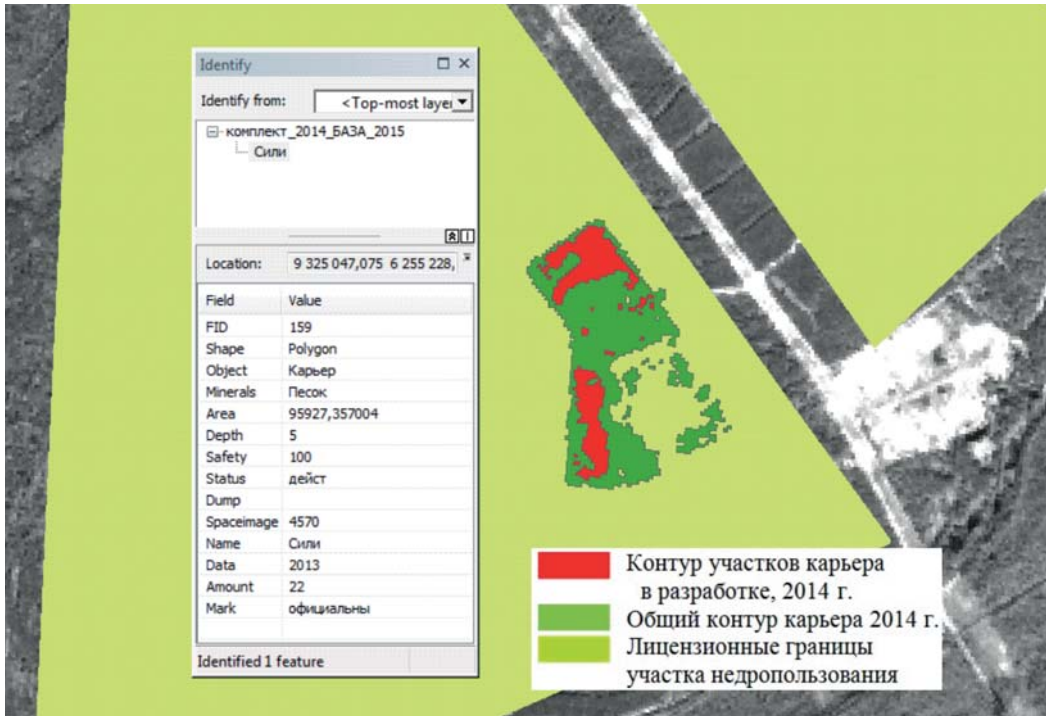 Identify
Identify from: <Top-most layer
комплект_2014_БАЗА_2015
Сили
Location: 9 325 047,075 6 255 228,
Field Value
FID 159
Shape Polygon
Object Карьер
Minerals Песок
Area 95927,357004
Depth 5
Safety 100
Status дейст
Dump
Spaceimage 4570
Name Сили
Data 2013
Amount 22
Mark официальны
Identified 1 feature
Контур участков карьера
в разработке, 2014 г.
Общий контур карьера 2014 г.
Лицензионные границы
участка недропользования